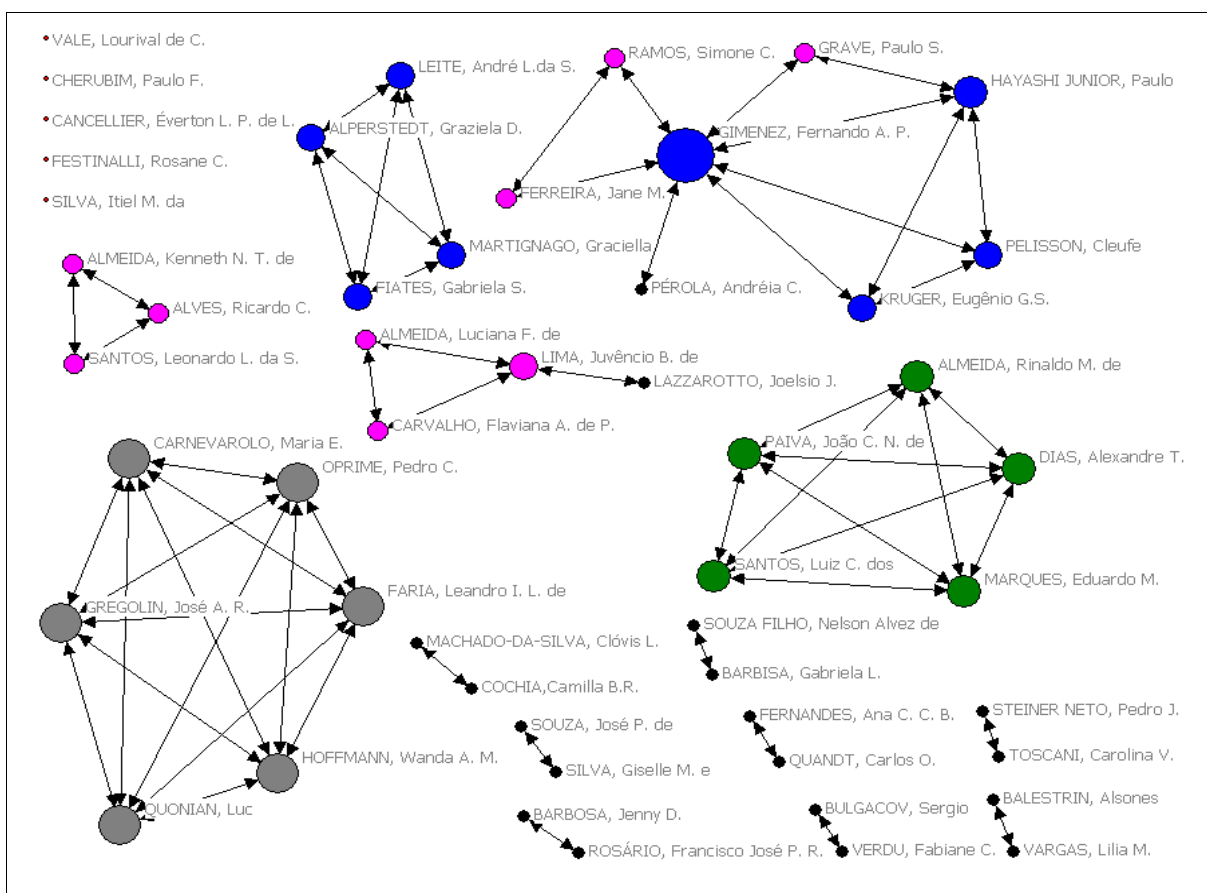 VALE, Lourival de C.
CHERUBIM, Paulo F.
CANCELLIER, Éverton L. P. de L.
FESTINALLI, Rosane C.
SILVA, Itiel M. da
LEITE, André L.da S.
ALPERSTEDT, Graziela D.
MARTIGNAGO, Graciella
FIATES, Gabriela S.
RAMOS, Simone C.
GRAVE, Paulo S.
HAYASHI JUNIOR, Paulo
GIMENEZ, Fernando A. P.
FERREIRA, Jane M.
PELISSON, Cleufe
PÉROLA, Andréia C.
KRUGER, Eugênio G.S.
ALMEIDA, Kenneth N. T. de
ALVES, Ricardo C.
SANTOS, Leonardo L. da S.
ALMEIDA, Luciana F. de
LIMA, Juvêncio B. de
LAZZAROTTO, Joelsio J.
CARVALHO, Flaviana A. de P.
ALMEIDA, Rinaldo M. de
PAIVA, João C. N. de
DIAS, Alexandre T.
SANTOS, Luiz C. dos
MARQUES, Eduardo M.
CARNEVAROLO, Maria E.
OPRIME, Pedro C.
FARIA, Leandro I. L. de
GREGOLIN, José A. R.
HOFFMANN, Wanda A. M.
QUONIAN, Luc
MACHADO-DA-SILVA, Clóvis L.
COCHIA,Camilla B.R.
SOUZA FILHO, Nelson Alvez de
BARBISA, Gabriela L.
SOUZA, José P. de
SILVA, Giselle M. e
FERNANDES, Ana C. C. B.
QUANDT, Carlos O.
STEINER NETO, Pedro J.
TOSCANI, Carolina V.
BARBOSA, Jenny D.
ROSÁRIO, Francisco José P. R.
BULGACOV, Sergio
VERDU, Fabiane C.
BALESTRIN, Alsones
VARGAS, Lilia M.